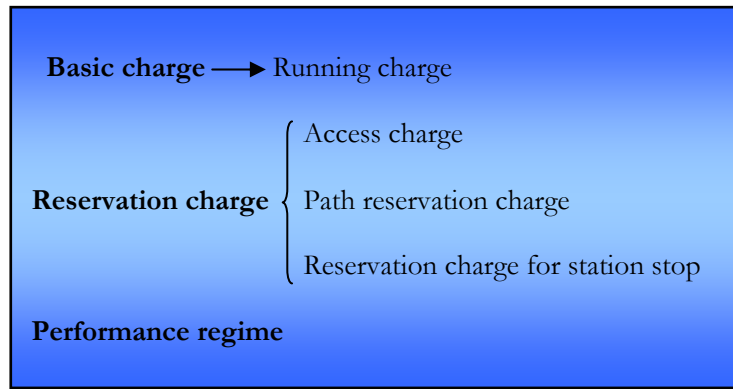 Basic charge Running charge
Access charge
Reservation charge Path reservation charge
Reservation charge for station stop
Performance regime